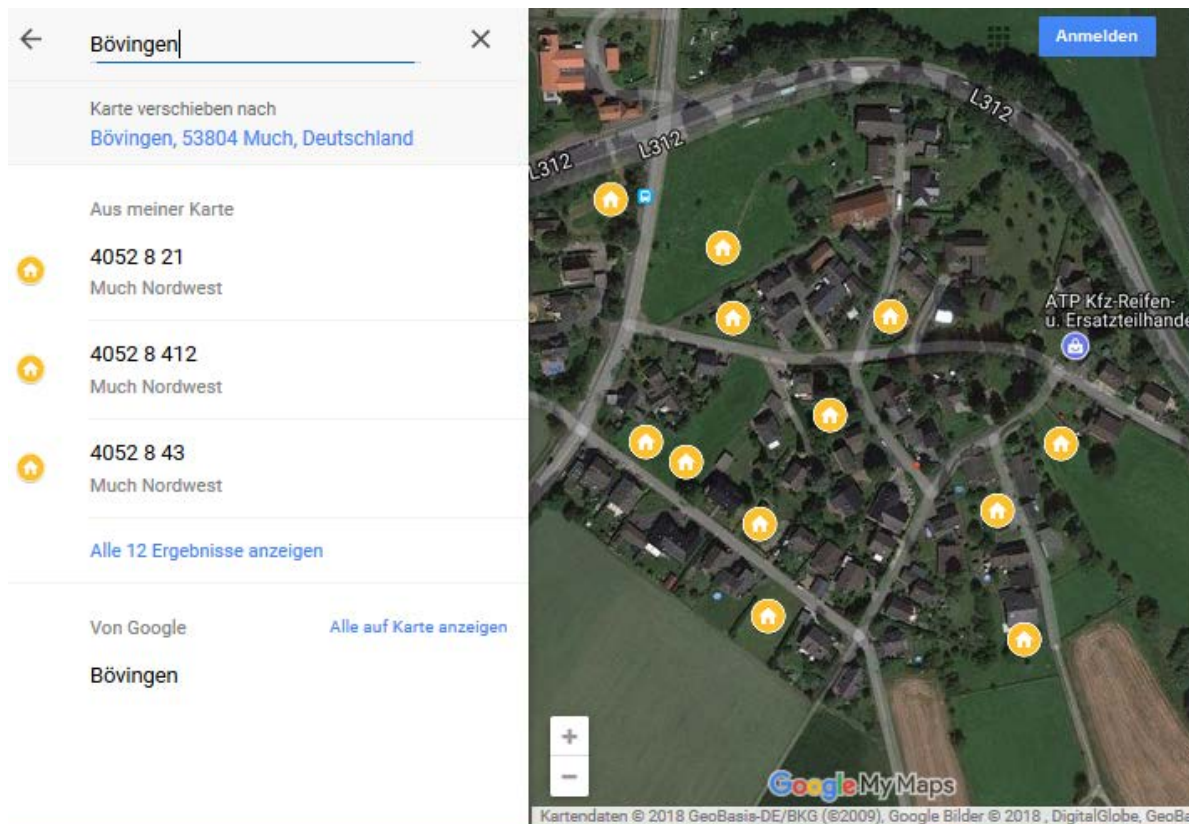 Bövingen
Karte verschieben nach
Bövingen, 53804 Much, Deutschland
Aus meiner Karte
4052 8 21
Much Nordwest
4052 8 412
Much Nordwest
4052 8 43
Much Nordwest
Alle 12 Ergebnisse anzeigen
Von Google
Alle auf Karte anzeigen
Bövingen
Anmelden
L312
L312
L312
ATP Kfz-Reifen-
u. Ersatzteilhande
+
−
Google My Maps
Kartendaten © 2018 GeoBasis-DE/BKG (©2009), Google Bilder © 2018 , DigitalGlobe, GeoBa